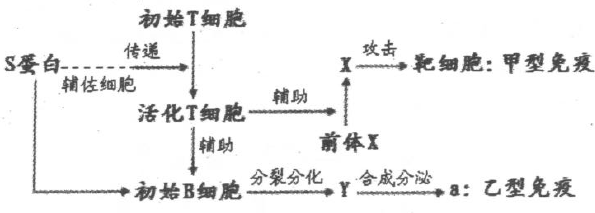 初始T细胞
S蛋白 传递 X 攻击 靶细胞：甲型免疫
辅佐细胞
活化T细胞 辅助
辅助 前体X
初始B细胞 分裂分化 Y 合成分泌 a：乙型免疫